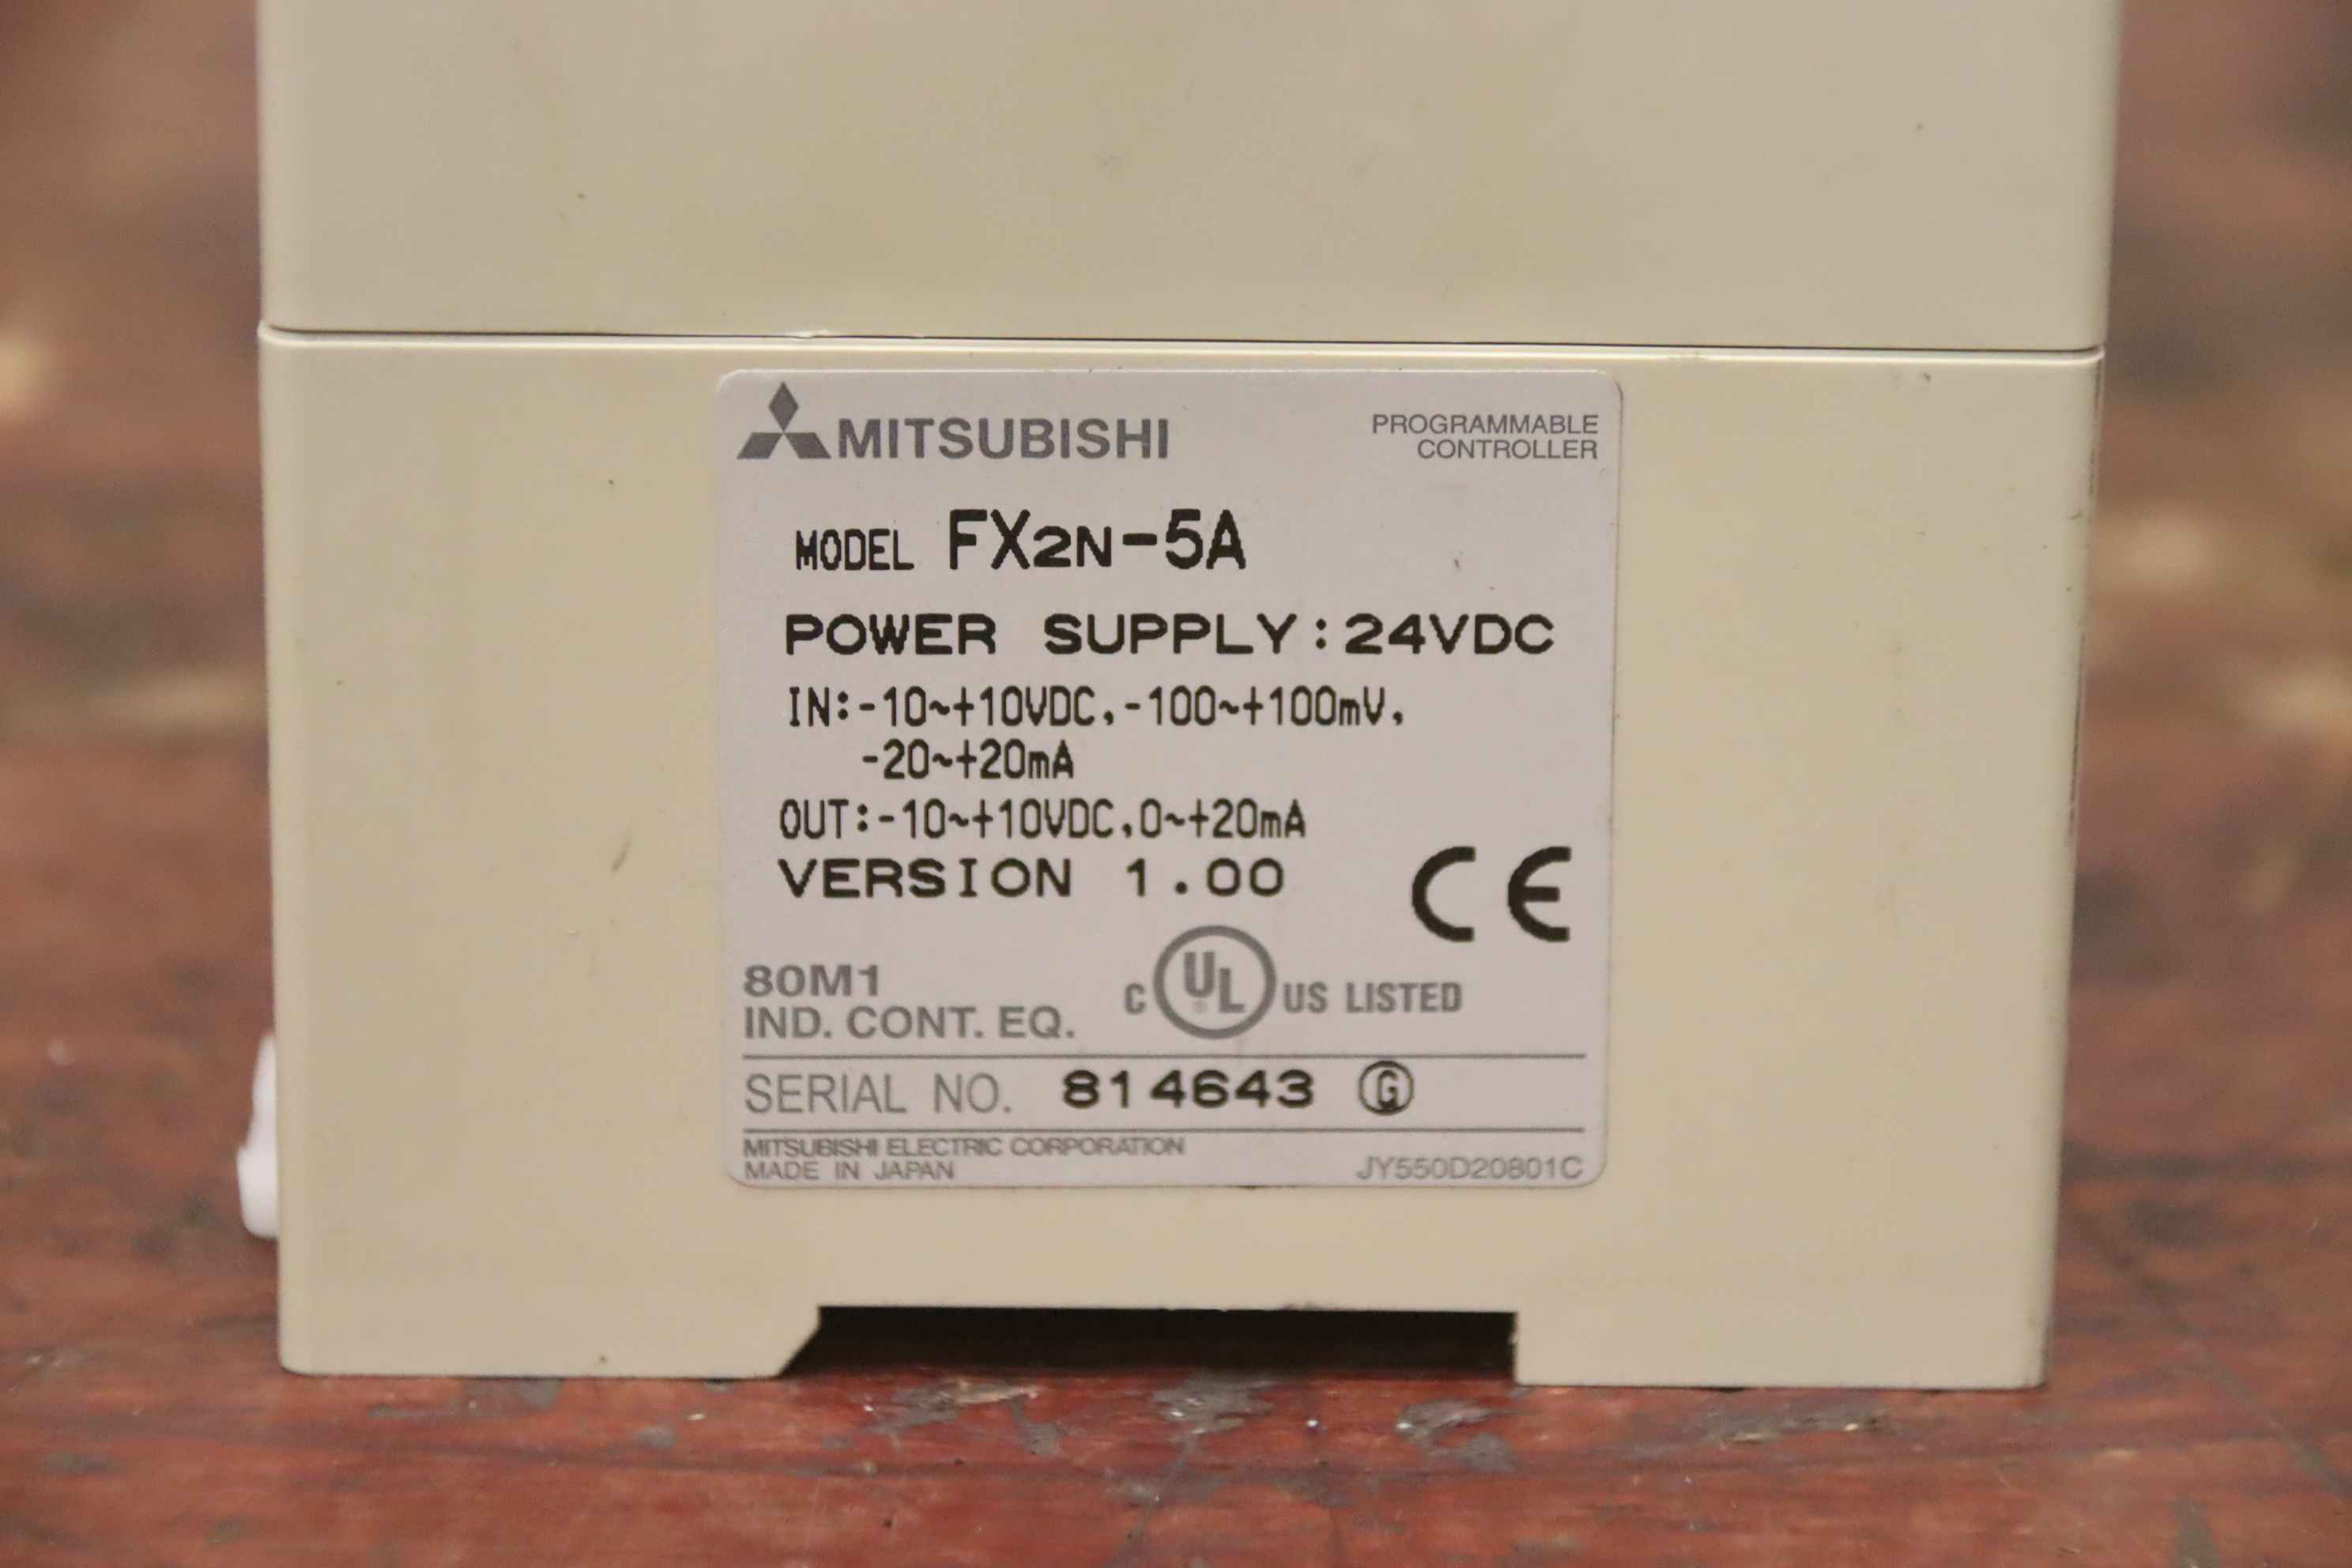 MITSUBISHI
PROGRAMMABLE
CONTROLLER
MODEL FX2N-5A
POWER SUPPLY:24VDC
IN:-10~+10VDC,-100~+100mV,
-20~+20mA
OUT:-10~+10VDC,0~+20mA
VERSION 1.00
CE
80M1
IND. CONT. EQ.
C UL ® US LISTED
SERIAL NO. 814643 Ⓖ
MITSUBISHI ELECTRIC CORPORATION
MADE IN JAPAN
JY550D20801C